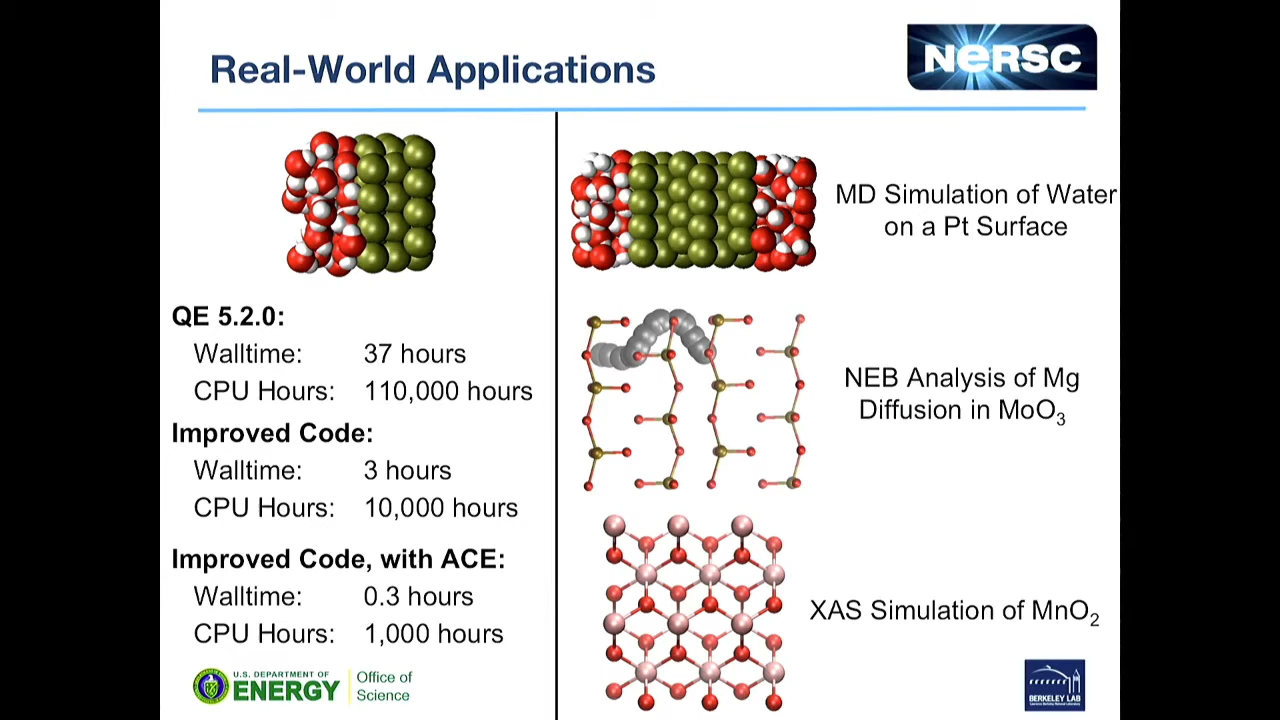 Real-World Applications
NERSC
QE 5.2.0:
Walltime: 37 hours
CPU Hours: 110,000 hours
Improved Code:
Walltime: 3 hours
CPU Hours: 10,000 hours
Improved Code, with ACE:
Walltime: 0.3 hours
CPU Hours: 1,000 hours
MD Simulation of Water
on a Pt Surface
NEB Analysis of Mg
Diffusion in MoO₃
XAS Simulation of MnO₂
U.S. DEPARTMENT OF
ENERGY
Office of
Science
BERKELEY LAB